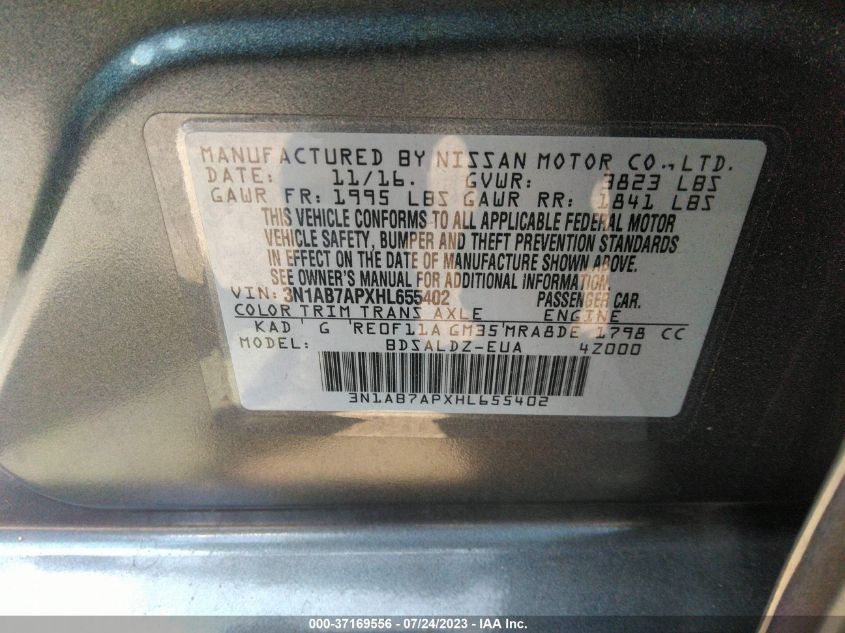 MANUFACTURED BY NISSAN MOTOR CO., LTD.
DATE: 11/16. GVWR: 3823 LBS
GAWR FR: 1995 LBS GAWR RR: 1841 LBS
THIS VEHICLE CONFORMS TO ALL APPLICABLE FEDERAL MOTOR
VEHICLE SAFETY, BUMPER AND THEFT PREVENTION STANDARDS
IN EFFECT ON THE DATE OF MANUFACTURE SHOWN ABOVE.
SEE OWNER'S MANUAL FOR ADDITIONAL INFORMATION.
VIN: 3N1AB7APXHL655402 PASSENGER CAR.
COLOR TRIM TRANS AXLE ENGINE
KAD G RE0F11A GM35 MRA8DE 1798 CC
MODEL: BDSALDZ-EUA 4Z000
3N1AB7APXHL655402
000-37169556 - 07/24/2023 - IAA, Inc.